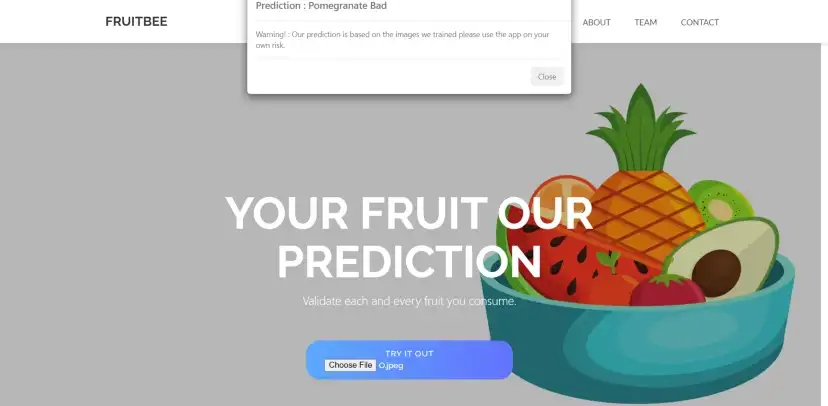 FRUITBEE
Prediction : Pomegranate Bad
ABOUT TEAM CONTACT
Warning! : Our prediction is based on the images we trained please use the app on your
own risk.
Close
YOUR FRUIT OUR
PREDICTION
Validate each and every fruit you consume.
TRY IT OUT
Choose File O.jpeg